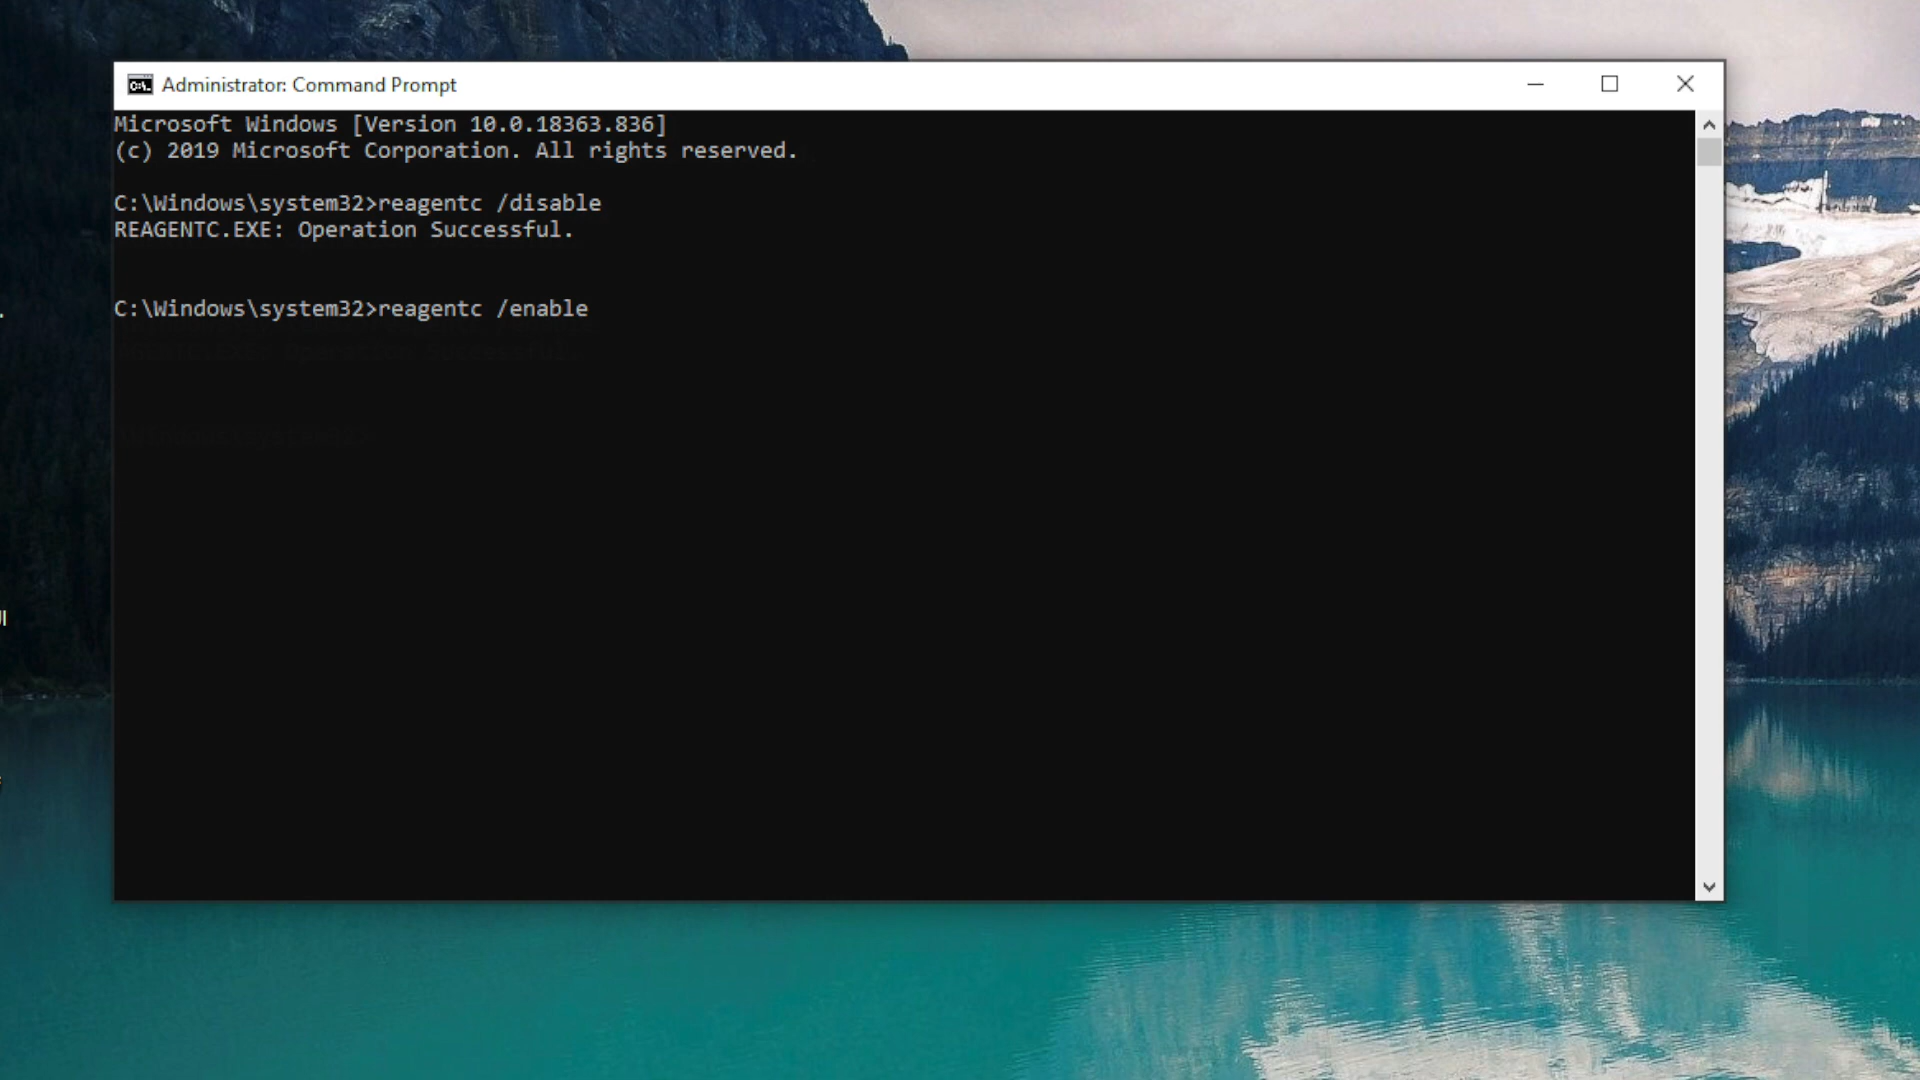 Administrator: Command Prompt
Microsoft Windows [Version 10.0.18363.836]
(c) 2019 Microsoft Corporation. All rights reserved.
C:\Windows\system32>reagentc /disable
REAGENTC.EXE: Operation Successful.
C:\Windows\system32>reagentc /enable